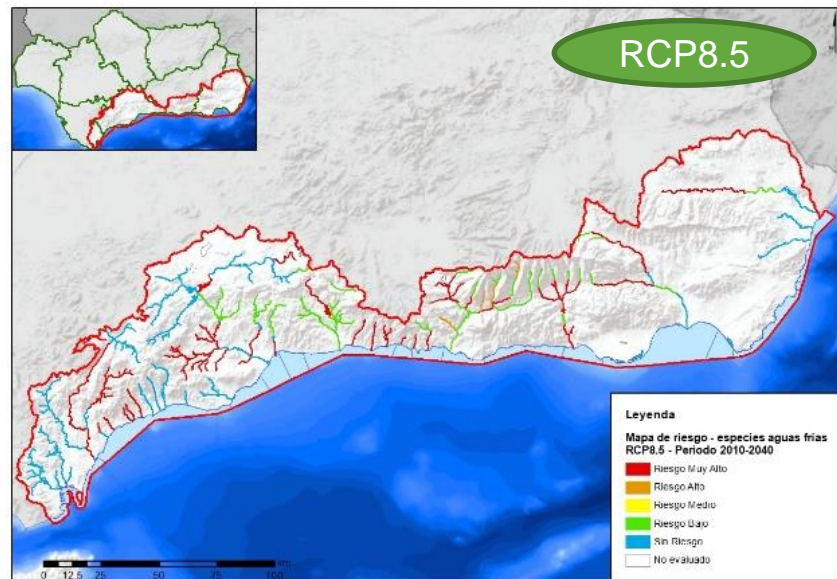 RCP8.5
Leyenda
Mapa de riesgo - especies aguas frías
RCP8.5 - Periodo 2010-2040
Riesgo Muy Alto
Riesgo Alto
Riesgo Medio
Riesgo Bajo
Sin Riesgo
No evaluado
0 12.5 25 50 75 100